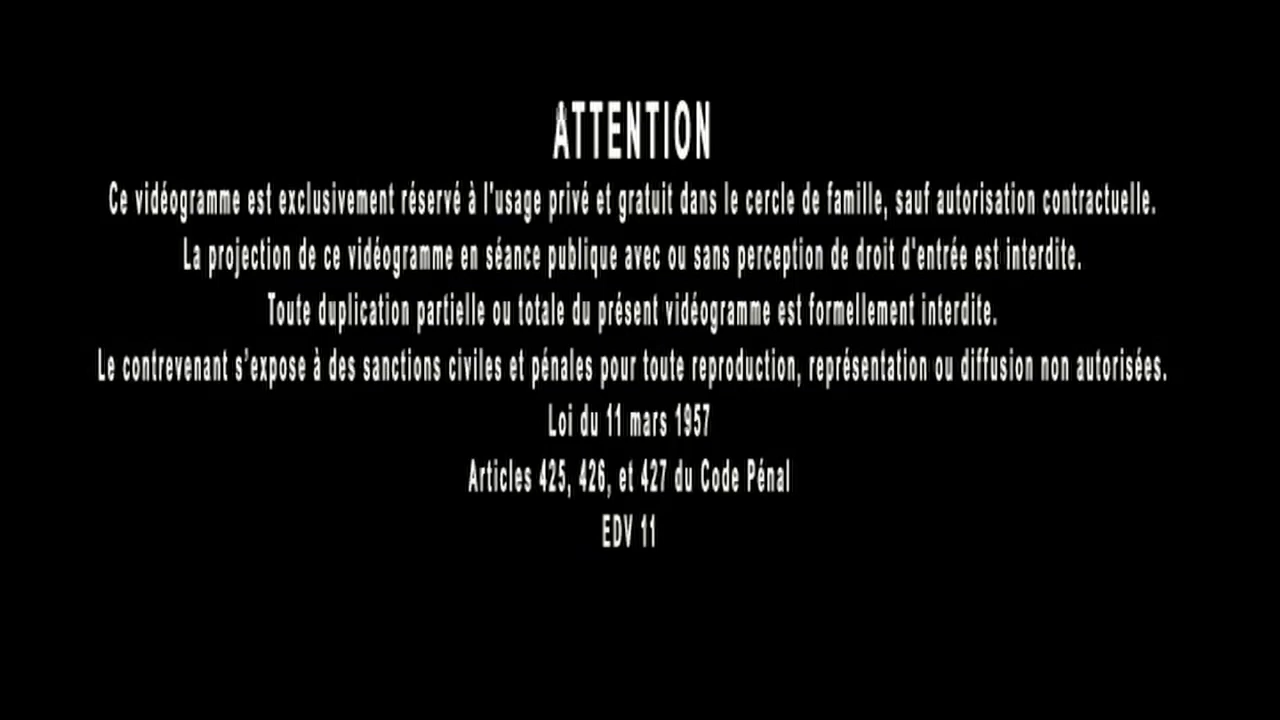 ATTENTION
Ce vidéogramme est exclusivement réservé à l'usage privé et gratuit dans le cercle de famille, sauf autorisation contractuelle.
La projection de ce vidéogramme en séance publique avec ou sans perception de droit d'entrée est interdite.
Toute duplication partielle ou totale du présent vidéogramme est formellement interdite.
Le contrevenant s’expose à des sanctions civiles et pénales pour toute reproduction, représentation ou diffusion non autorisées.
Loi du 11 mars 1957
Articles 425, 426, et 427 du Code Pénal
EDV 11